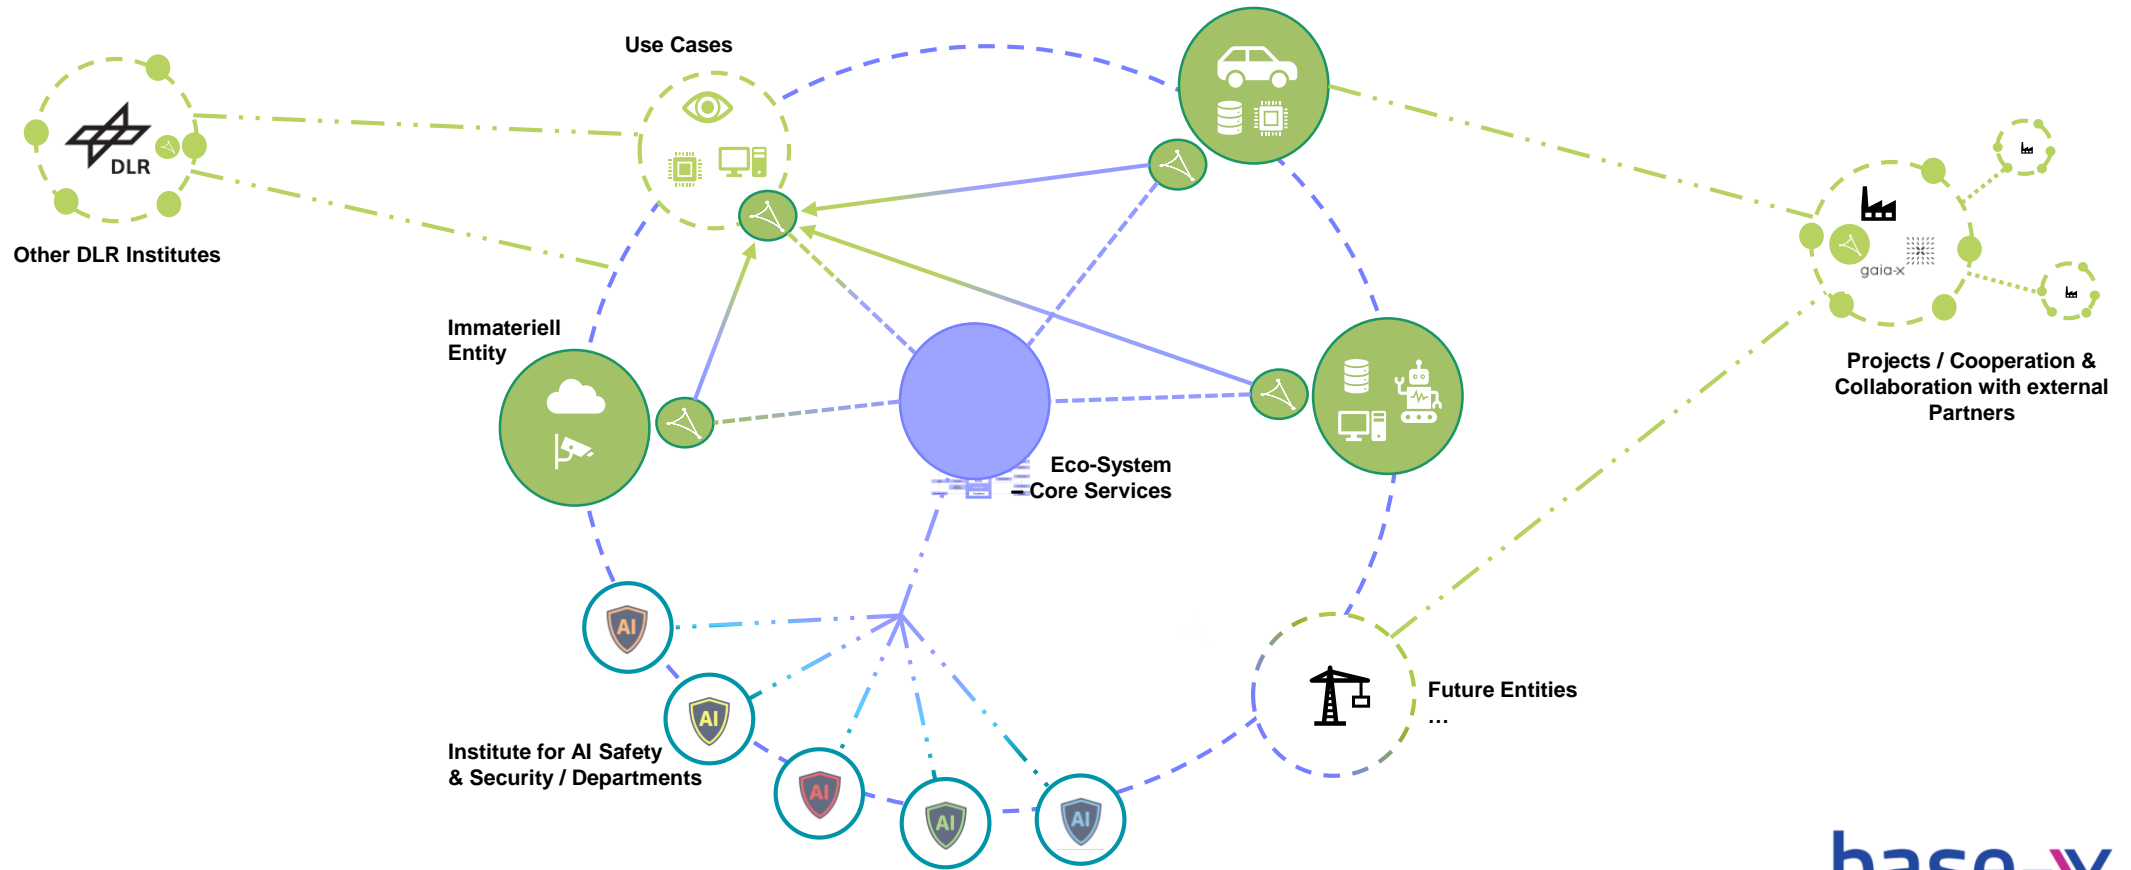 Use Cases
DLR
Other DLR Institutes
gaia-x
Immateriell
Entity
Projects / Cooperation &
Collaboration with external
Partners
Eco-System
– Core Services
AI
AI
AI
AI
AI
Future Entities
...
Institute for AI Safety
& Security / Departments
base-x